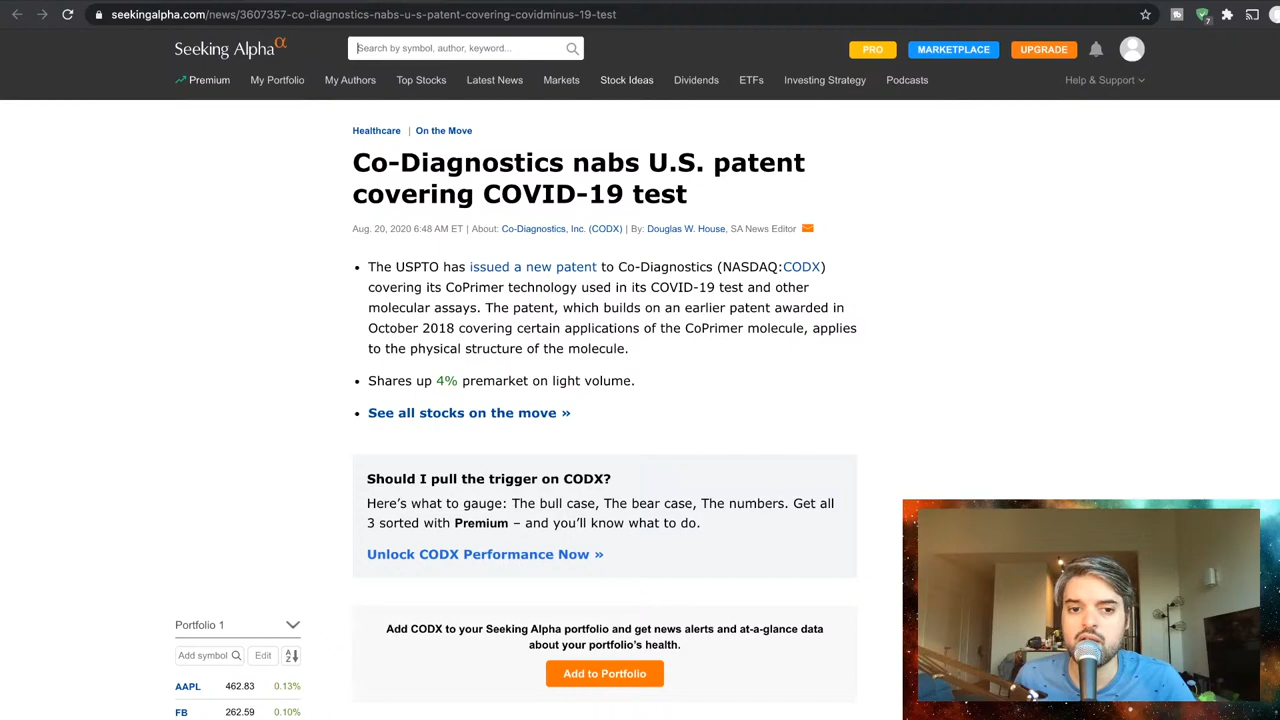 seekingalpha.com/news/3607357-co-diagnostics-nabs-u-s-patent-covering-covidminus-19-test
7
Seeking Alpha α
Search by symbol, author, keyword...
PRO
MARKETPLACE
UPGRADE
Premium
My Portfolio
My Authors
Top Stocks
Latest News
Markets
Stock Ideas
Dividends
ETFs
Investing Strategy
Podcasts
Help & Support
Healthcare | On the Move
Co-Diagnostics nabs U.S. patent
covering COVID-19 test
Aug. 20, 2020 6:48 AM ET | About: Co-Diagnostics, Inc. (CODX) | By: Douglas W. House, SA News Editor
• The USPTO has issued a new patent to Co-Diagnostics (NASDAQ:CODX)
covering its CoPrimer technology used in its COVID-19 test and other
molecular assays. The patent, which builds on an earlier patent awarded in
October 2018 covering certain applications of the CoPrimer molecule, applies
to the physical structure of the molecule.
• Shares up 4% premarket on light volume.
• See all stocks on the move »
Should I pull the trigger on CODX?
Here's what to gauge: The bull case, The bear case, The numbers. Get all
3 sorted with Premium – and you'll know what to do.
Unlock CODX Performance Now »
Add CODX to your Seeking Alpha portfolio and get news alerts and at-a-glance data
about your portfolio's health.
Add to Portfolio
Portfolio 1
Add symbol
Edit
A
Z
AAPL 462.83 0.13%
FB 262.59 0.10%